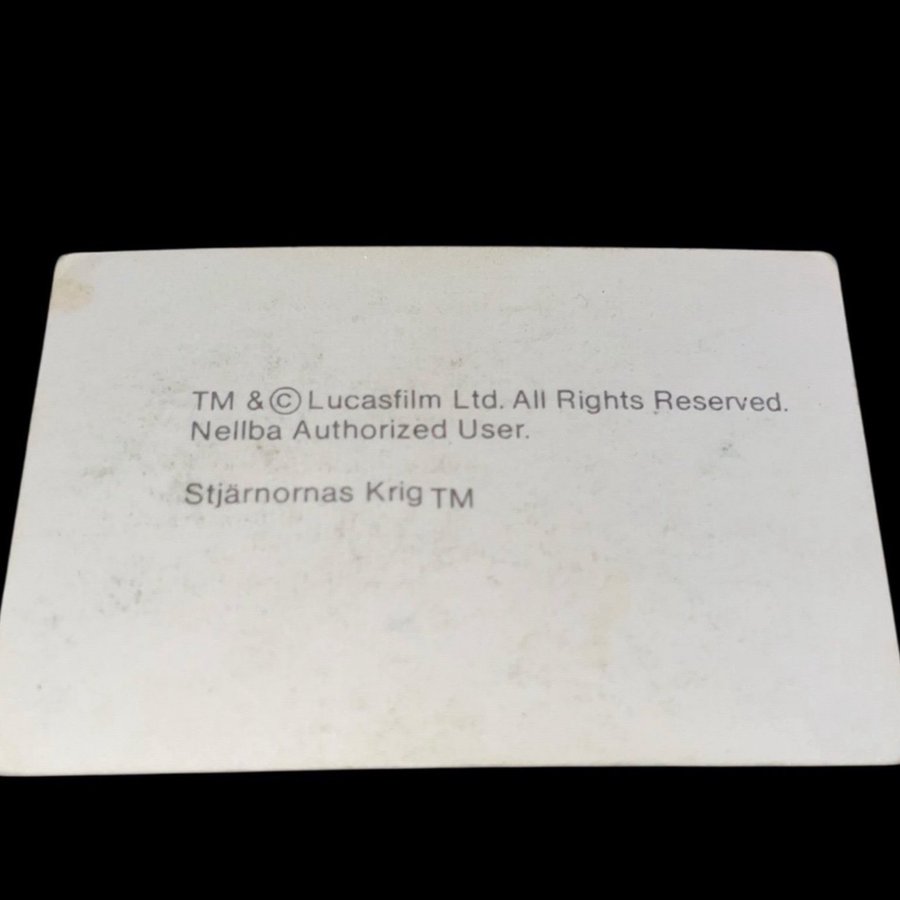 TM & © Lucasfilm Ltd. All Rights Reserved.
Nellba Authorized User.
Stjärnornas Krig TM